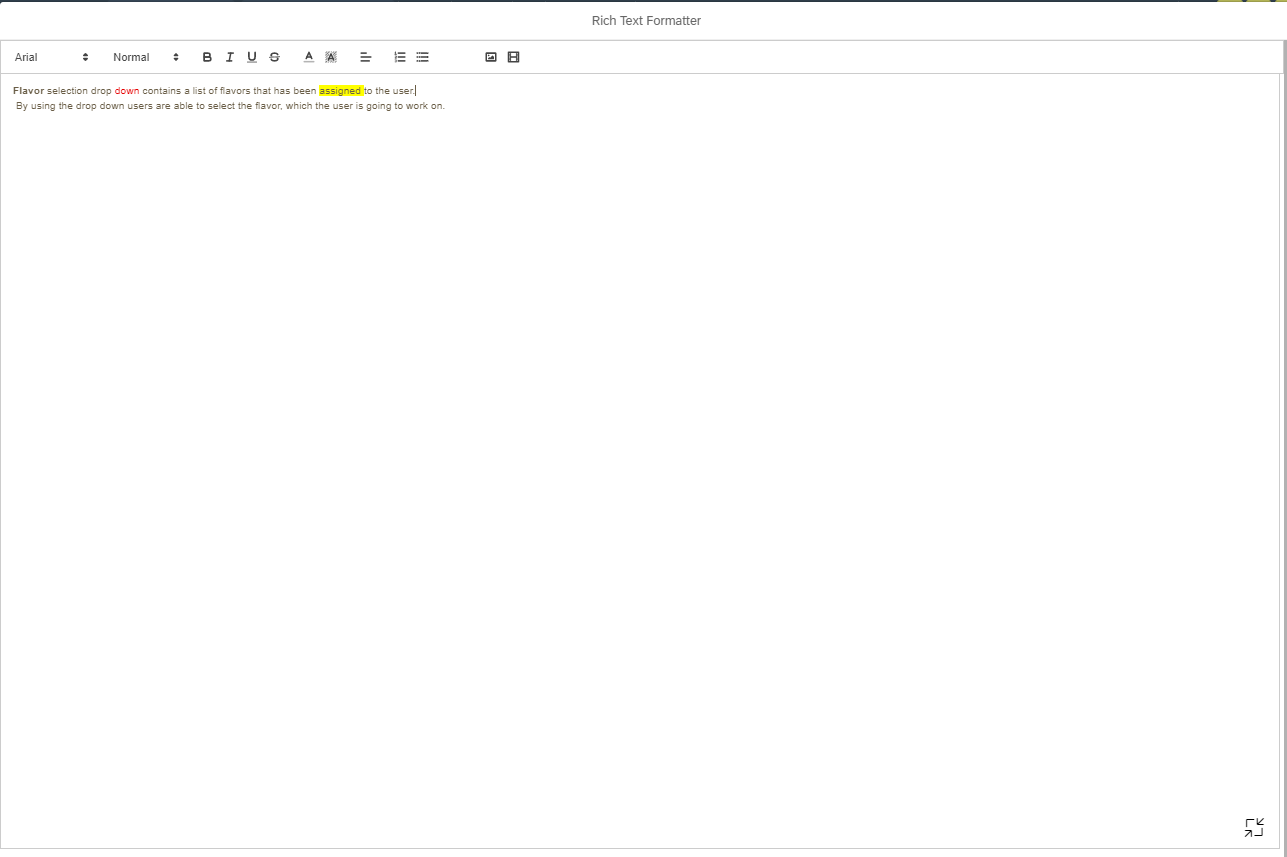 Rich Text Formatter
Arial Normal B I U S A A
Flavor selection drop down contains a list of flavors that has been assigned to the user.
By using the drop down users are able to select the flavor, which the user is going to work on.